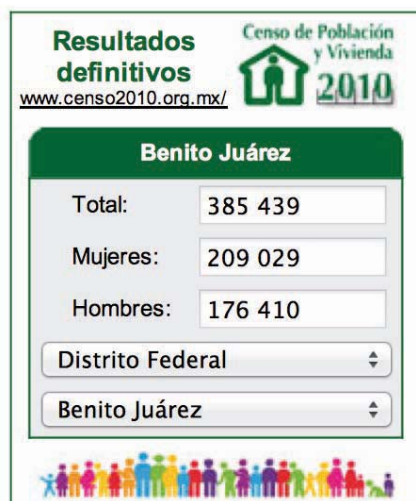 Resultados
definitivos
www.censo2010.org.mx/
Censo de Población
y Vivienda
2010
Benito Juárez
Total: 385 439
Mujeres: 209 029
Hombres: 176 410
Distrito Federal
Benito Juárez